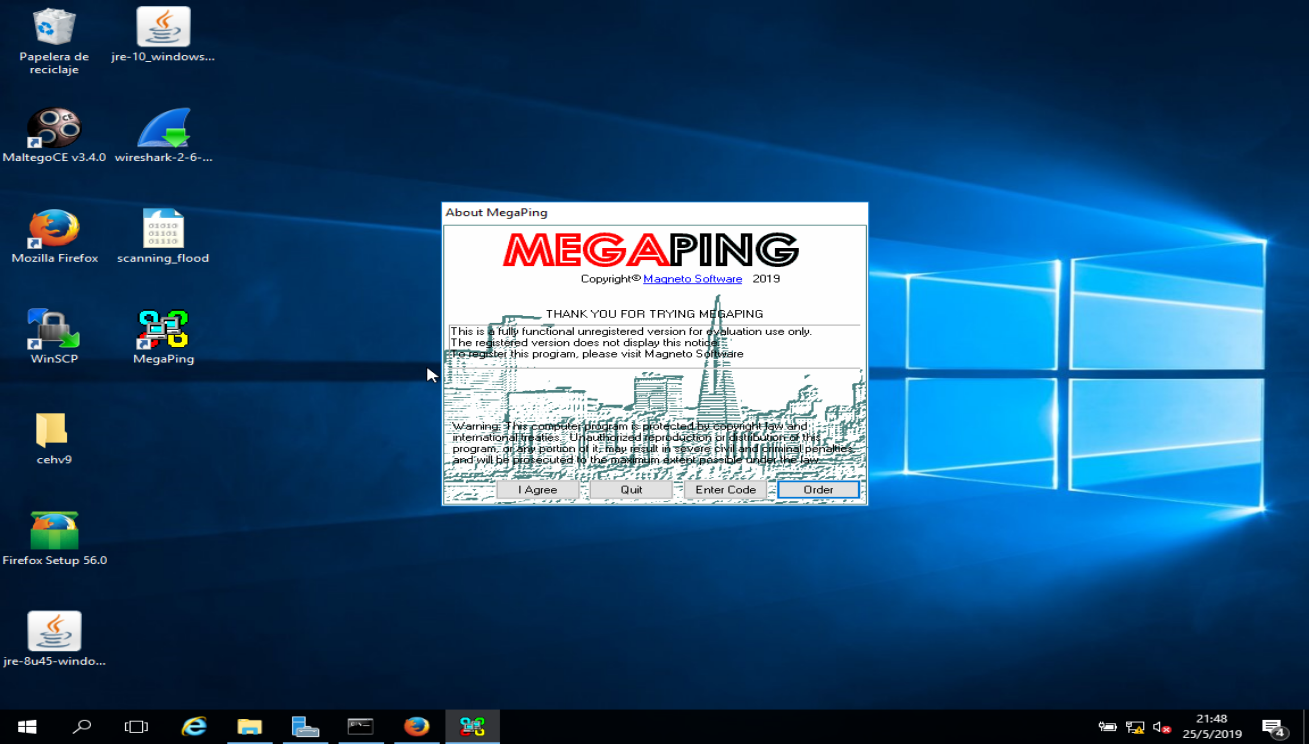 Papelera de
reciclaje
jre-10_windows...
MaltegoCE v3.4.0
wireshark-2-6-...
Mozilla Firefox
01010
01101
01110
scanning_flood
WinSCP
MegaPing
cehv9
Firefox Setup 56.0
jre-8u45-windo...
About MegaPing
MEGAPING
Copyright© Magneto Software 2019
THANK YOU FOR TRYING MEGAPING
This is a fully functional unregistered version for evaluation use only.
The registered version does not display this notice.
To register this program, please visit Magneto Software
Warning: This computer program is protected by copyright law and
international treaties. Unauthorized reproduction or distribution of this
program, or any portion of it, may result in severe civil and criminal penalties,
and will be prosecuted to the maximum extent possible under the law.
I Agree
Quit
Enter Code
Order
21:48
25/5/2019
4